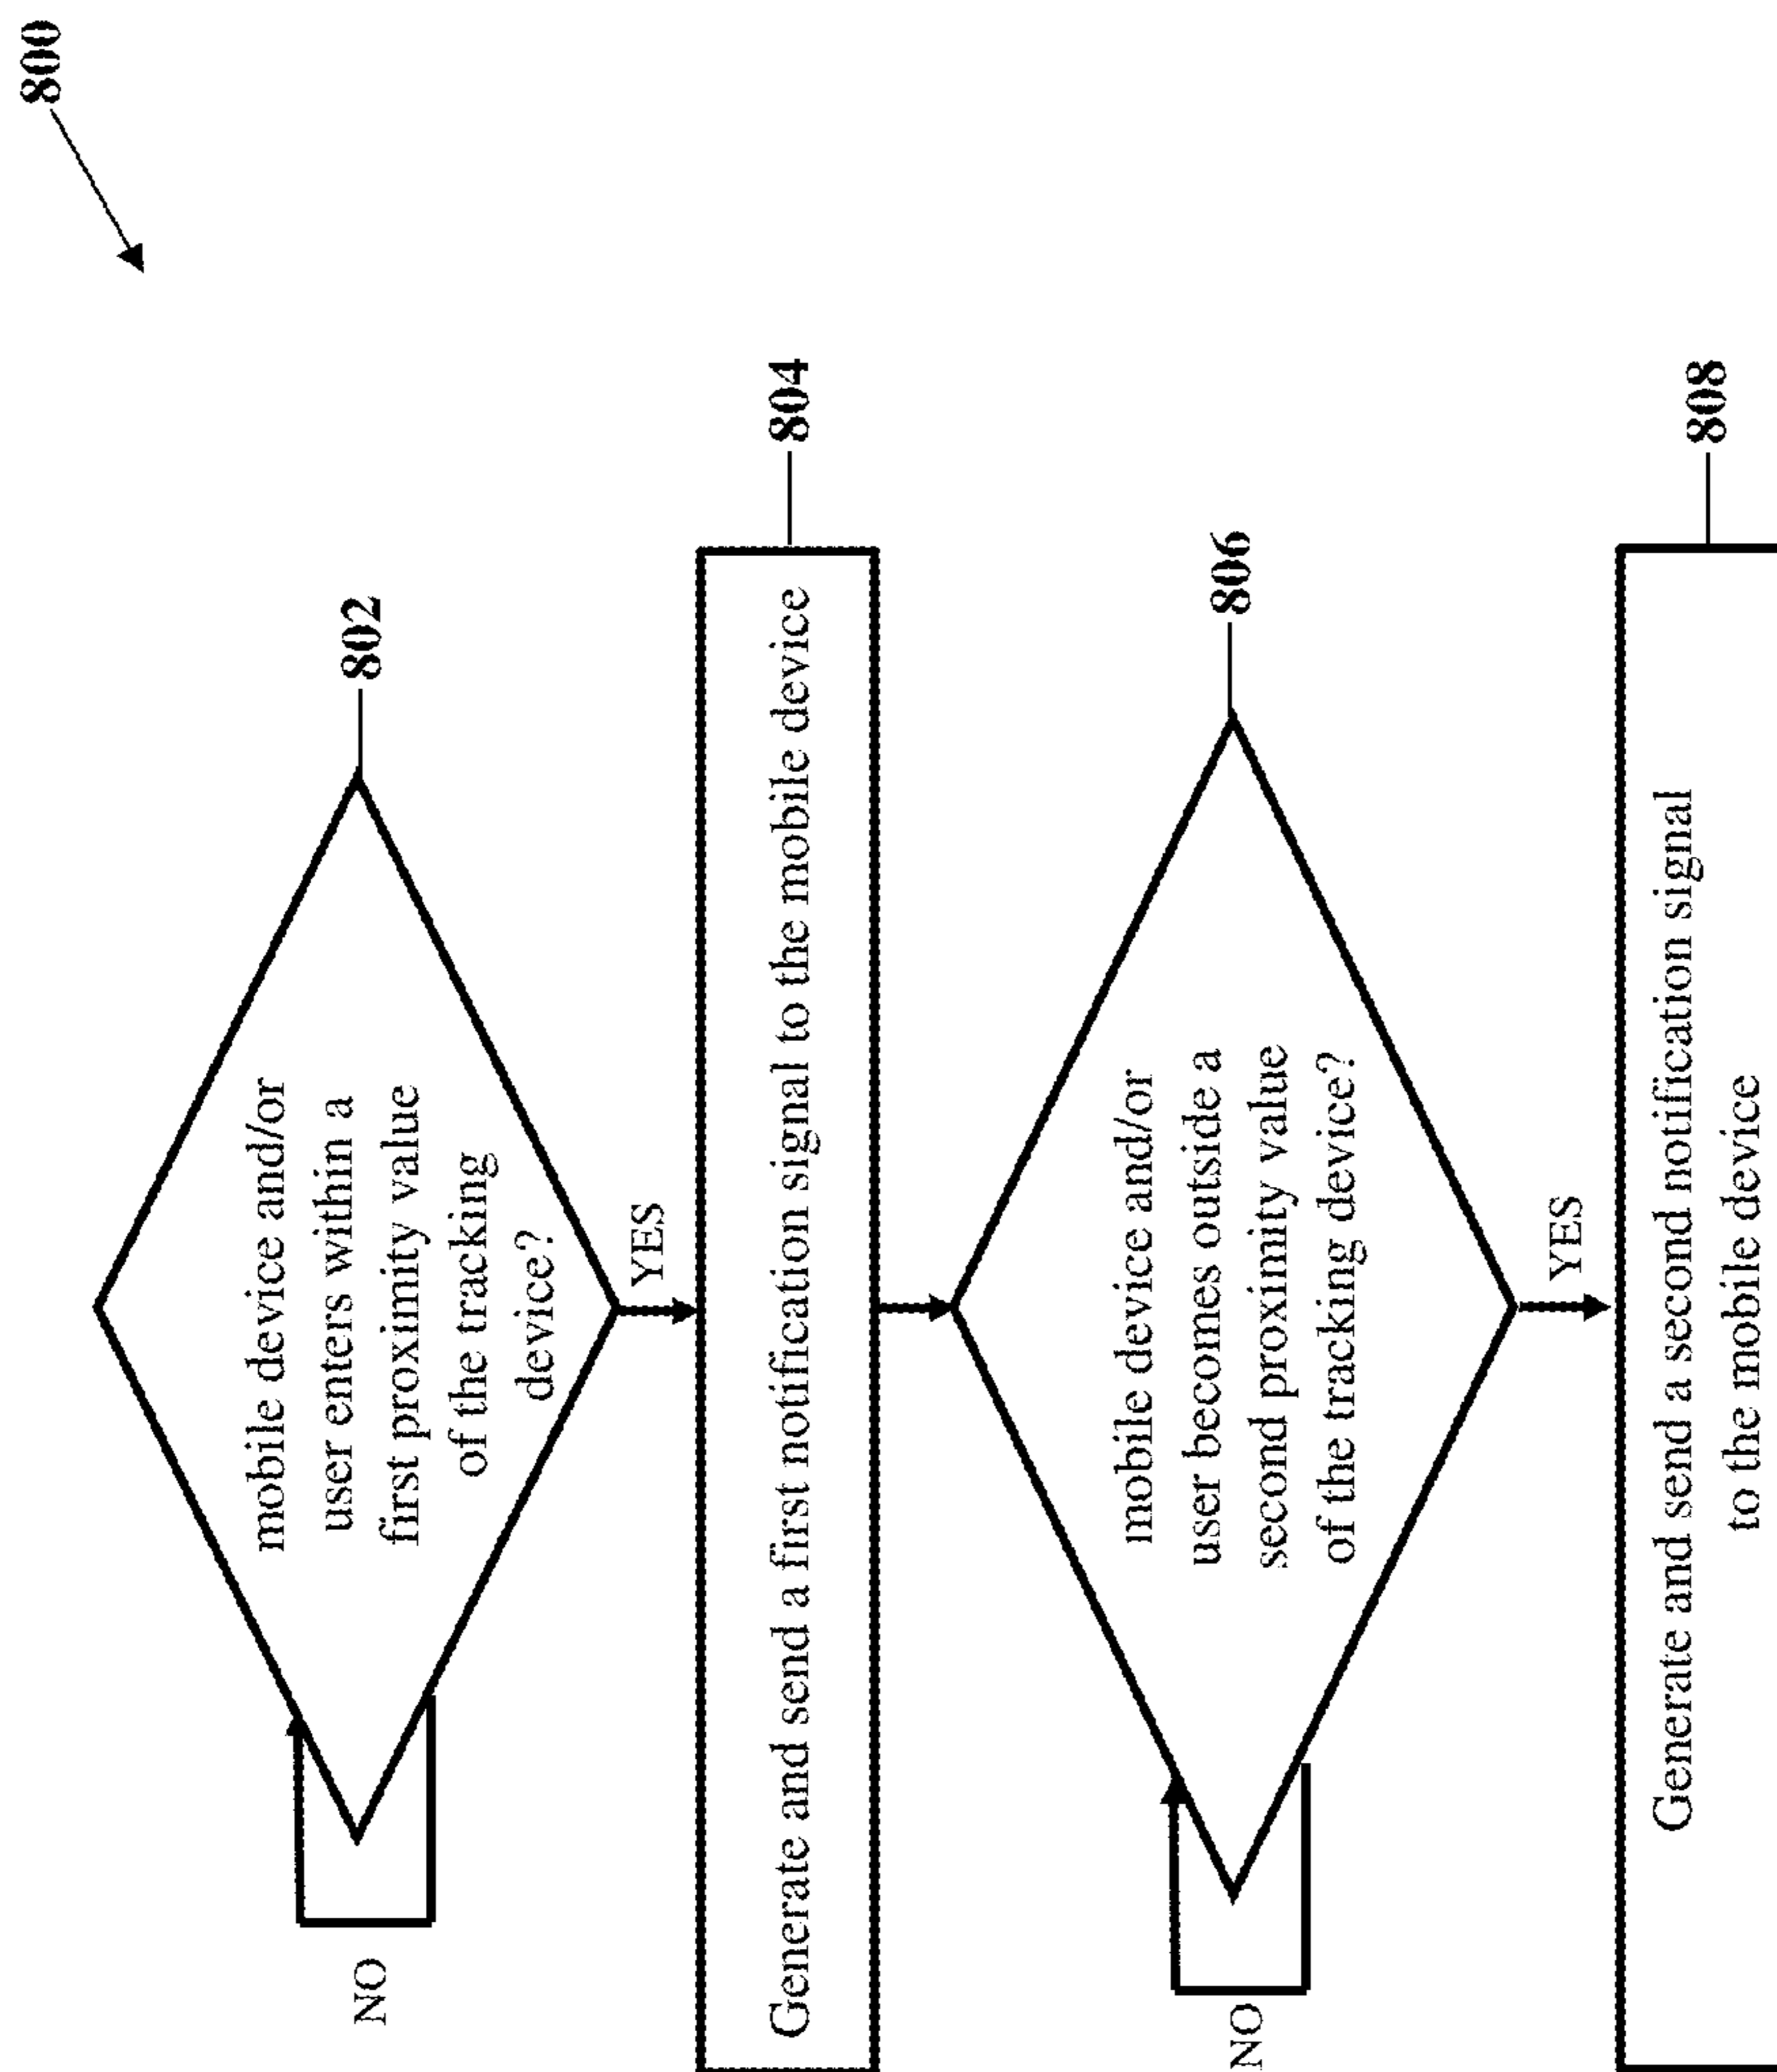 800
mobile device and/or
user enters within a
first proximity value
of the tracking
device?
802
NO
YES
Generate and send a first notification signal to the mobile device
804
mobile device and/or
user becomes outside a
second proximity value
of the tracking device?
806
NO
YES
Generate and send a second notification signal
to the mobile device
808